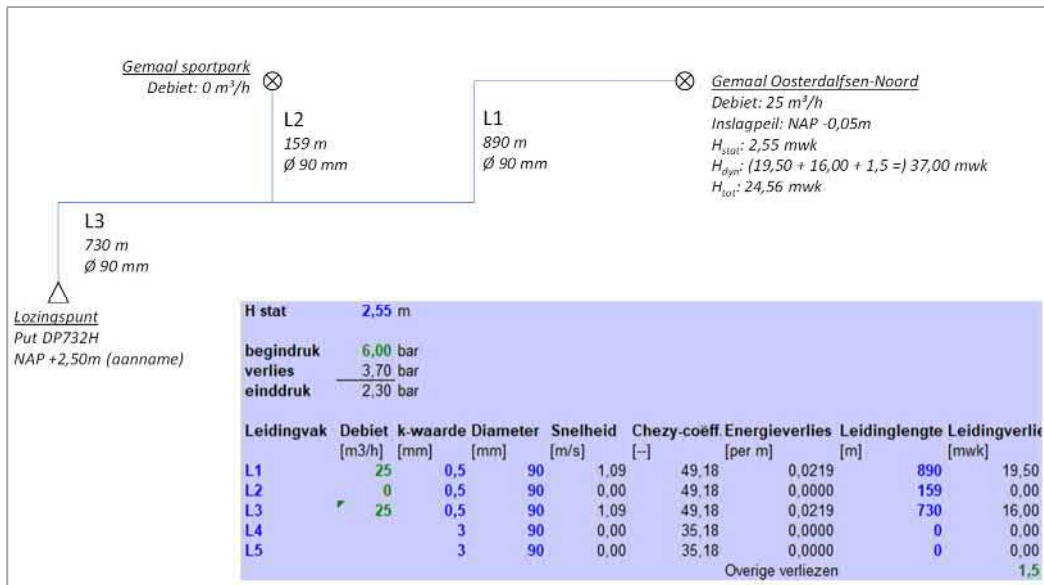 Gemaal sportpark
Debiet: 0 m³/h
L2
159 m
Ø 90 mm
L1
890 m
Ø 90 mm
Gemaal Oosterdalfsen-Noord
Debiet: 25 m³/h
Inslagpeil: NAP -0,05m
Hstat: 2,55 mwk
Hdyn: (19,50 + 16,00 + 1,5 =) 37,00 mwk
Htot: 24,56 mwk
L3
730 m
Ø 90 mm
Lozingspunt
Put DP732H
NAP +2,50m (aanname)
H stat 2,55 m
begindruk 6,00 bar
verlies 3,70 bar
einddruk 2,30 bar
Leidingvak Debiet k-waarde Diameter Snelheid Chezy-coëff. Energieverlies Leidinglengte Leidingverlie
[m3/h] [mm] [mm] [m/s] [--] [per m] [m] [mwk]
L1 25 0,5 90 1,09 49,18 0,0219 890 19,50
L2 0 0,5 90 0,00 49,18 0,0000 159 0,00
L3 25 0,5 90 1,09 49,18 0,0219 730 16,00
L4 3 90 0,00 35,18 0,0000 0 0,00
L5 3 90 0,00 35,18 0,0000 0 0,00
Overige verliezen 1,5